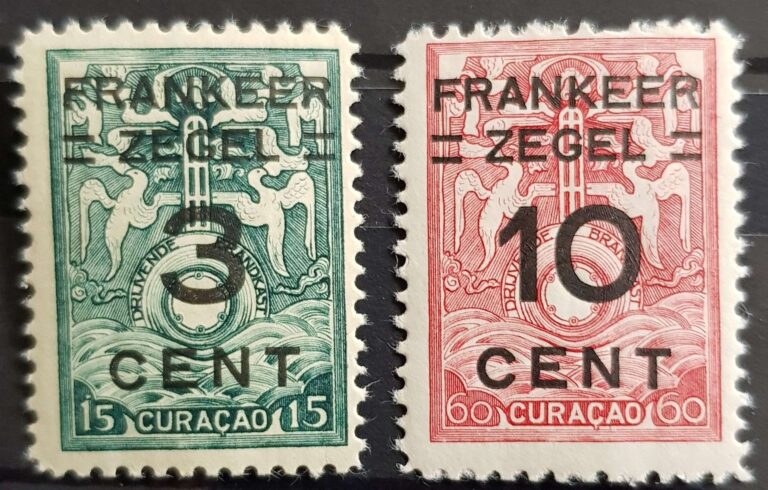 FRANKEER
= ZEGEL =
3
DRIJVENDE BRANDKAST
CENT
15 CURAÇAO 15
FRANKEER
= ZEGEL =
10
DRIJVENDE BRANDKAST
CENT
60 CURAÇAO 60